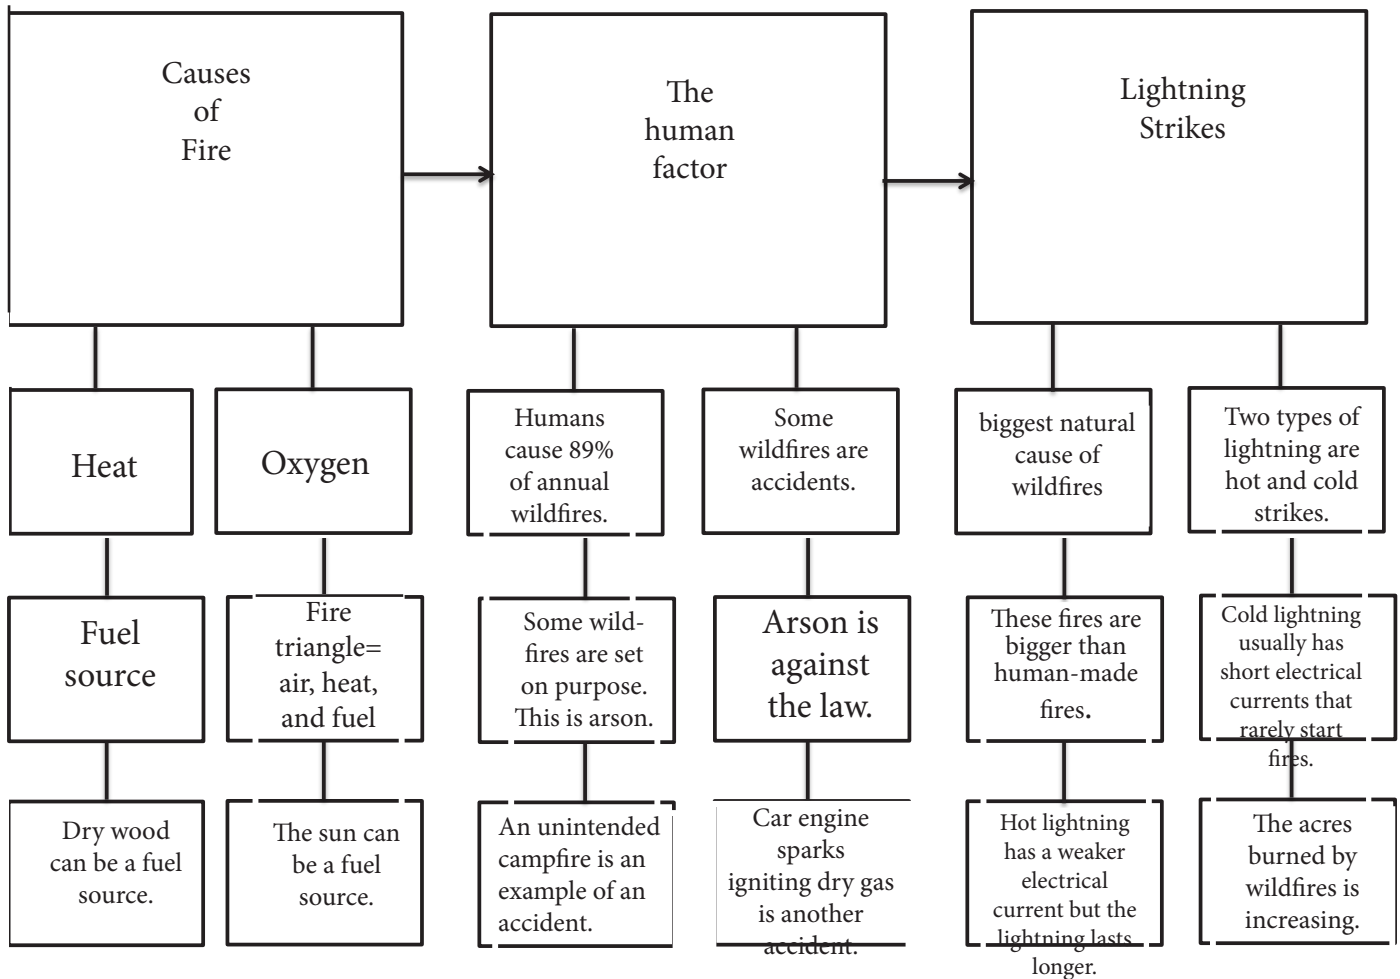 Causes
of
Fire
The
human
factor
Lightning
Strikes
Heat
Oxygen
Humans
cause 89%
of annual
wildfires.
Some
wildfires are
accidents.
biggest natural
cause of
wildfires
Two types of
lightning are
hot and cold
strikes.
Fuel
source
Fire
triangle=
air, heat,
and fuel
Some wild-
fires are set
on purpose.
This is arson.
Arson is
against
the law.
These fires are
bigger than
human-made
fires.
Cold lightning
usually has
short electrical
currents that
rarely start
fires.
Dry wood
can be a fuel
source.
The sun can
be a fuel
source.
An unintended
campfire is an
example of an
accident.
Car engine
sparks
igniting dry gas
is another
accident.
Hot lightning
has a weaker
electrical
current but the
lightning lasts
longer.
The acres
burned by
wildfires is
increasing.